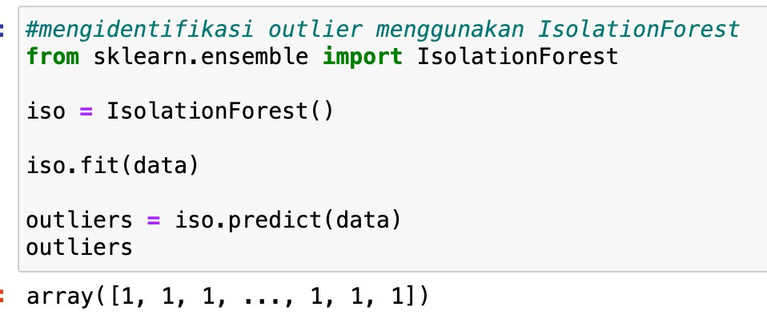 #mengidentifikasi outlier menggunakan IsolationForest
from sklearn.ensemble import IsolationForest
iso = IsolationForest()
iso.fit(data)
outliers = iso.predict(data)
outliers
array([1, 1, 1, ..., 1, 1, 1])